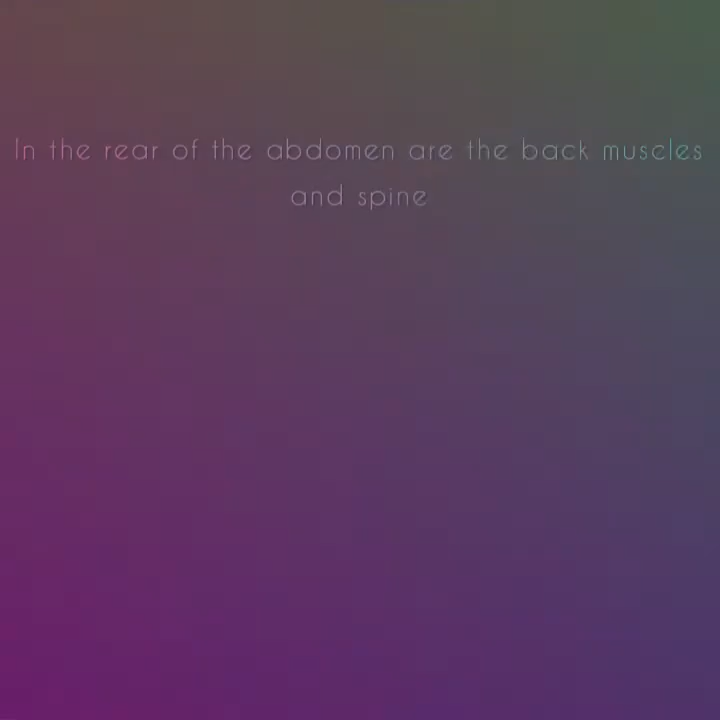 In the rear of the abdomen are the back muscles
and spine